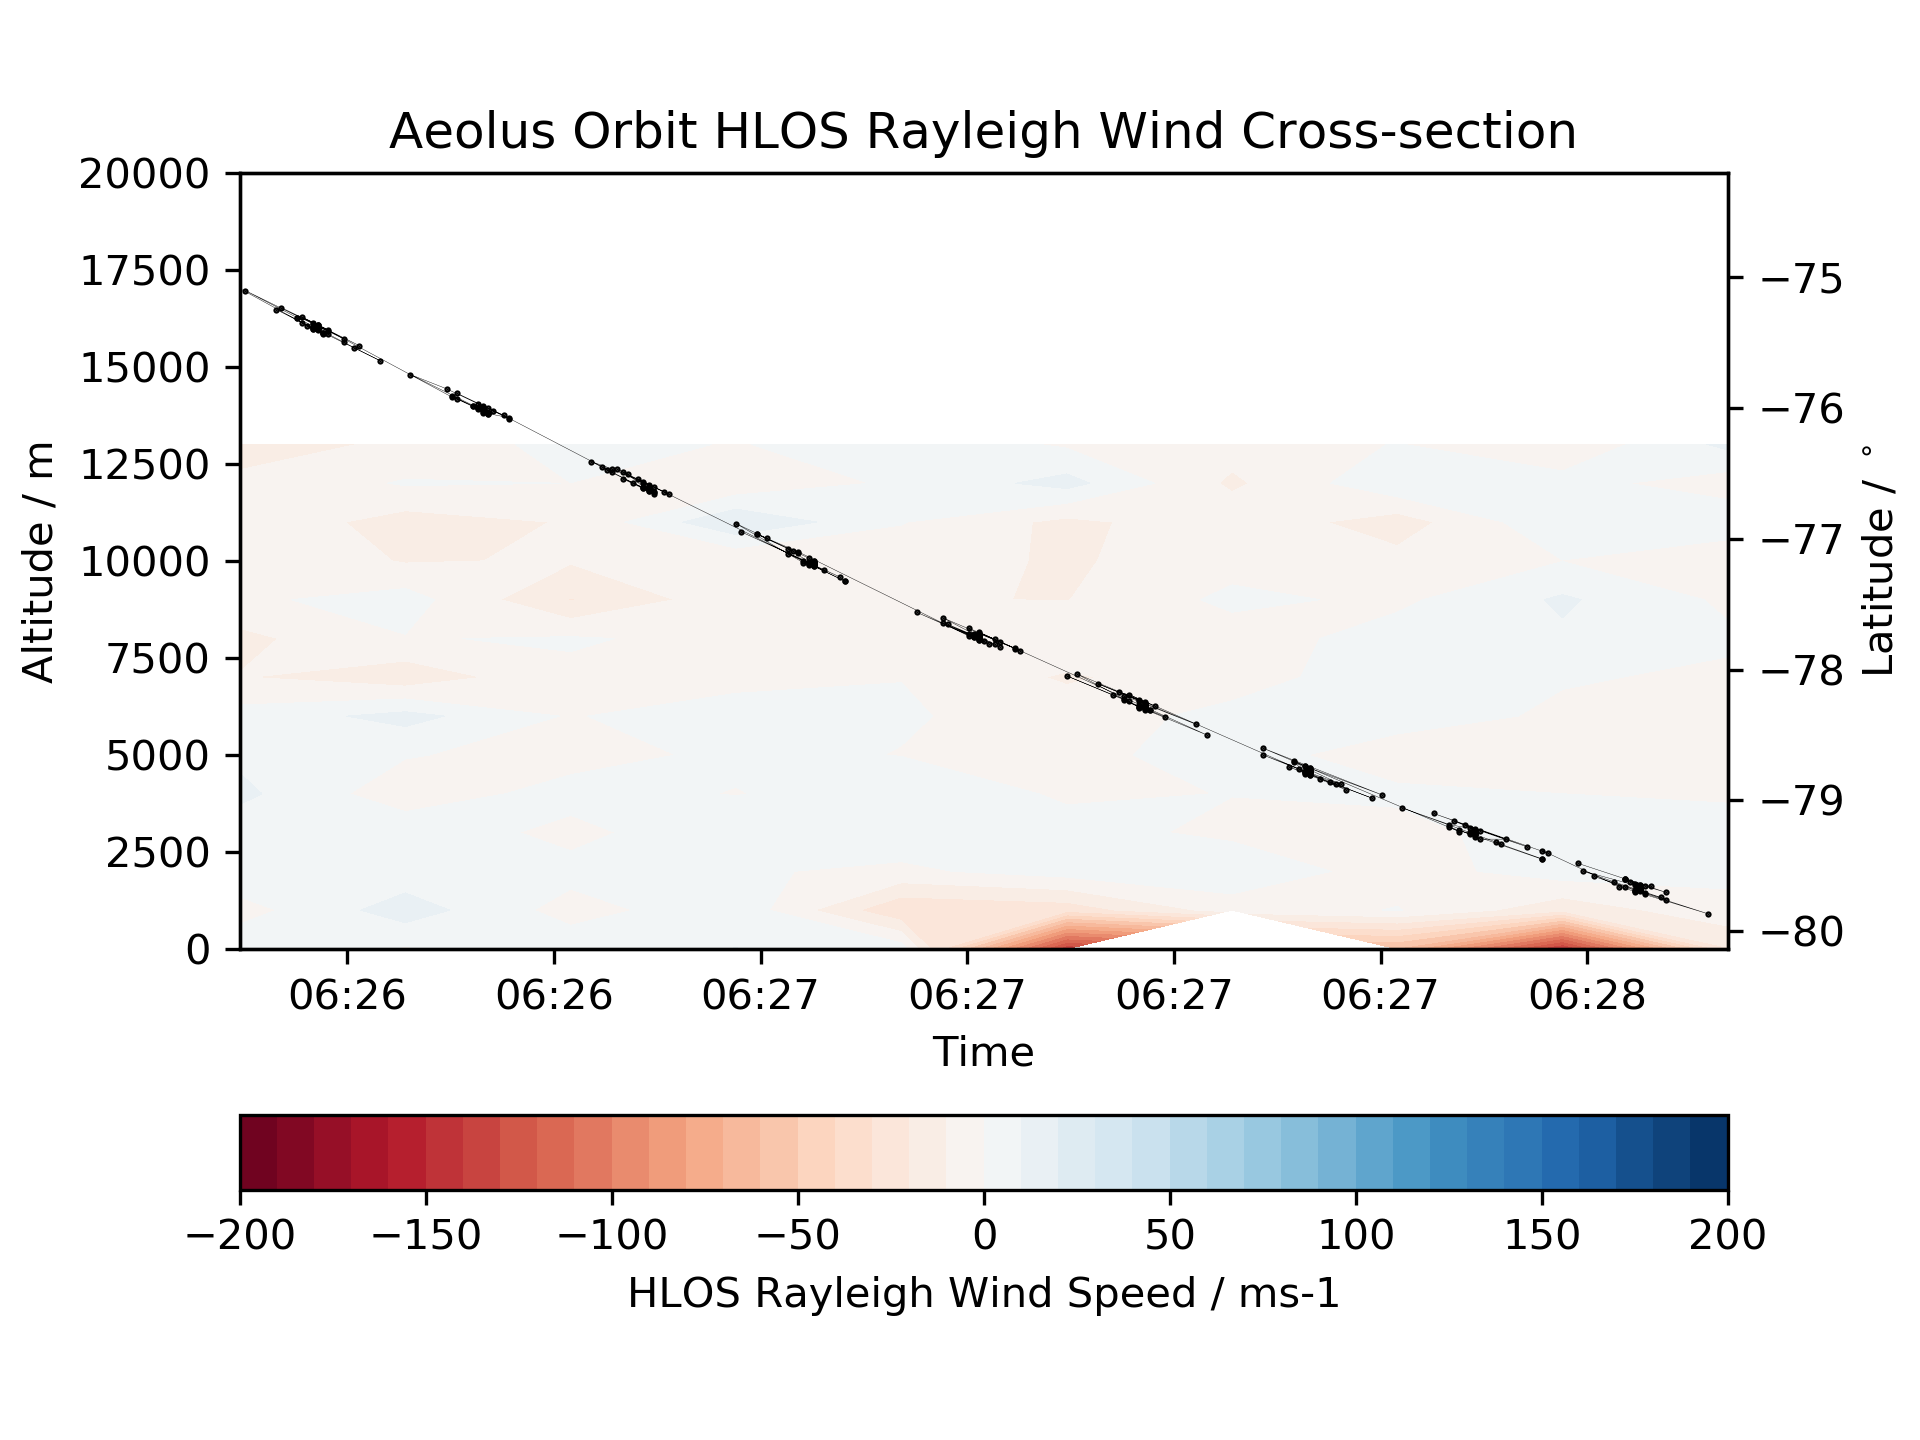 Aeolus Orbit HLOS Rayleigh Wind Cross-section
20000
17500
15000
12500
10000
7500
5000
2500
0
Altitude / m
−75
−76
−77
−78
−79
−80
Latitude / °
06:26 06:26 06:27 06:27 06:27 06:27 06:28
Time
−200 −150 −100 −50 0 50 100 150 200
HLOS Rayleigh Wind Speed / ms-1